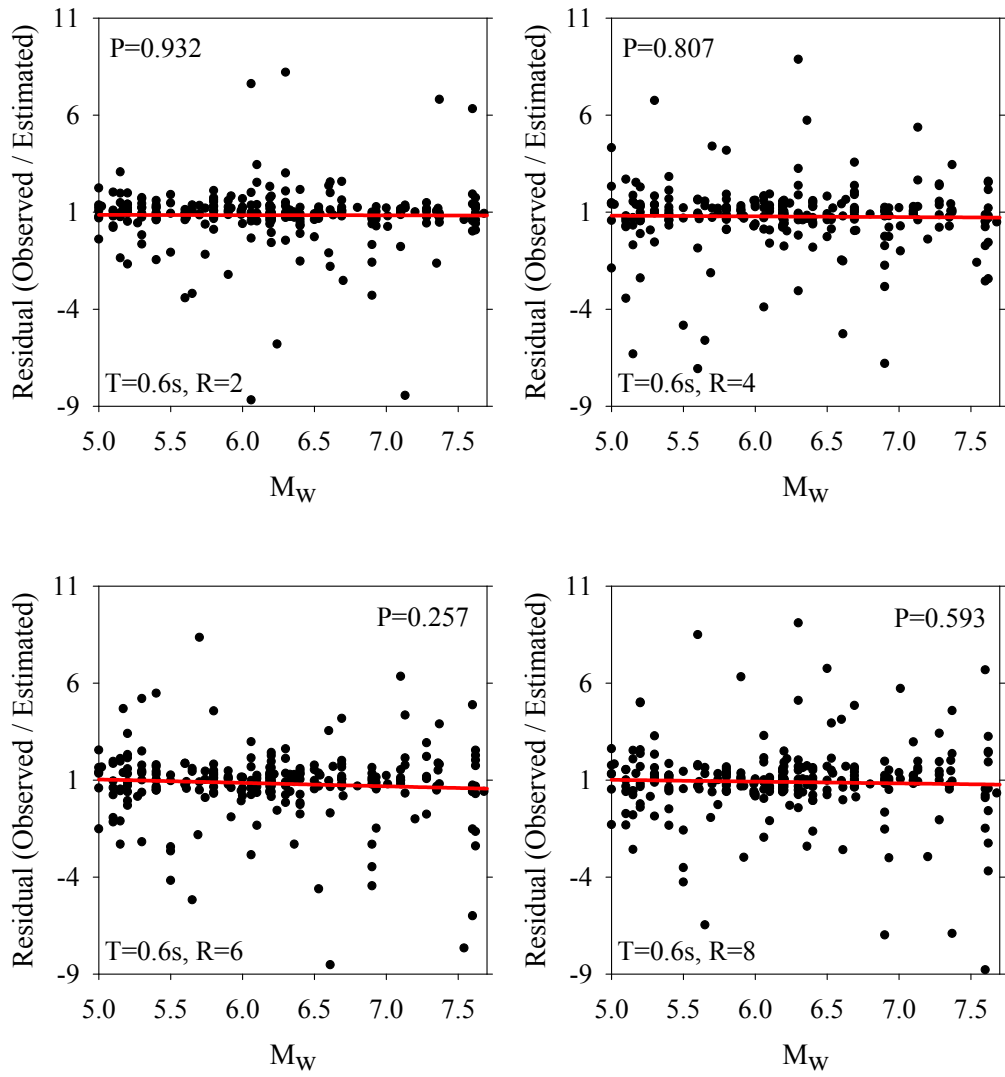 11
6
1
-4
-9
Residual (Observed / Estimated)
P=0.932
T=0.6s, R=2
5.0 5.5 6.0 6.5 7.0 7.5
MW
11
6
1
-4
-9
Residual (Observed / Estimated)
P=0.807
T=0.6s, R=4
5.0 5.5 6.0 6.5 7.0 7.5
MW
11
6
1
-4
-9
Residual (Observed / Estimated)
P=0.257
T=0.6s, R=6
5.0 5.5 6.0 6.5 7.0 7.5
MW
11
6
1
-4
-9
Residual (Observed / Estimated)
P=0.593
T=0.6s, R=8
5.0 5.5 6.0 6.5 7.0 7.5
MW